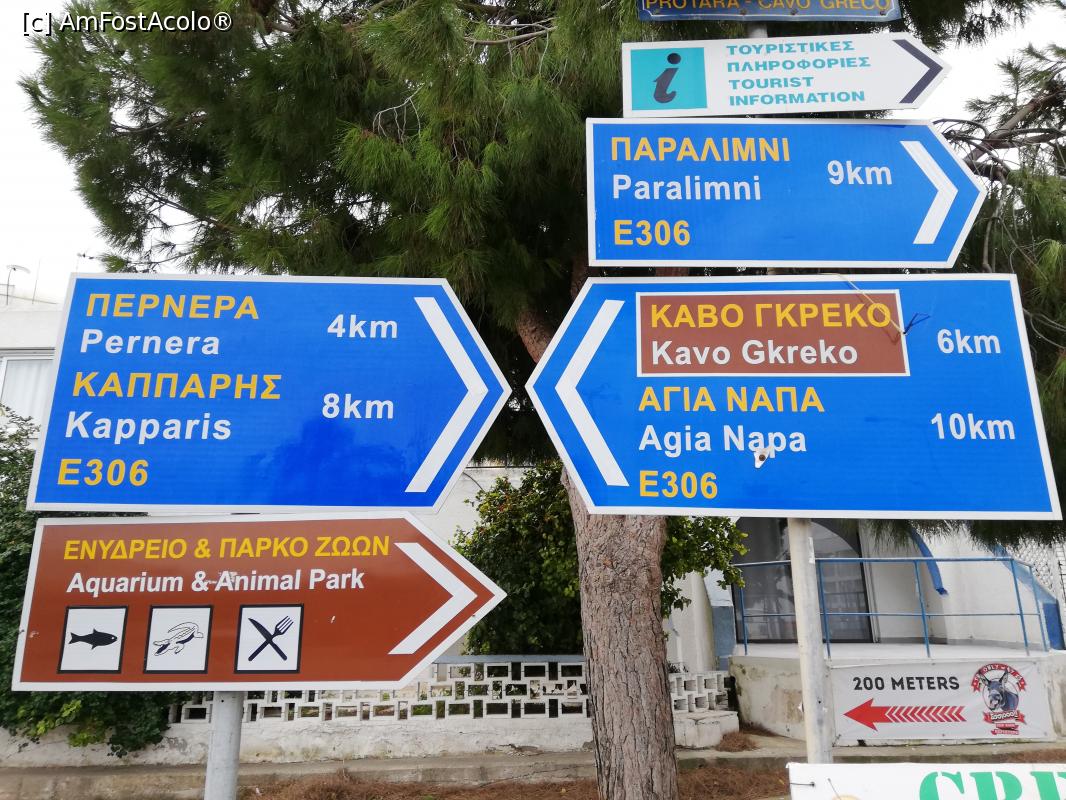 [c] AmFostAcolo®
PROTARA - CAVO GRECO
ΤΟΥΡΙΣΤΙΚΕΣ
ΠΛΗΡΟΦΟΡΙΕΣ
TOURIST
INFORMATION
ΠΑΡΑΛΙΜΝΙ
Paralimni 9km
E306
ΠΕΡΝΕΡΑ
Pernera 4km
ΚΑΠΠΑΡΗΣ
Kapparis 8km
E306
ΚΑΒΟ ΓΚΡΕΚΟ
Kavo Gkreko 6km
ΑΓΙΑ ΝΑΠΑ
Agia Napa 10km
E306
ΕΝΥΔΡΕΙΟ & ΠΑΡΚΟ ΖΩΩΝ
Aquarium & Animal Park
200 METERS